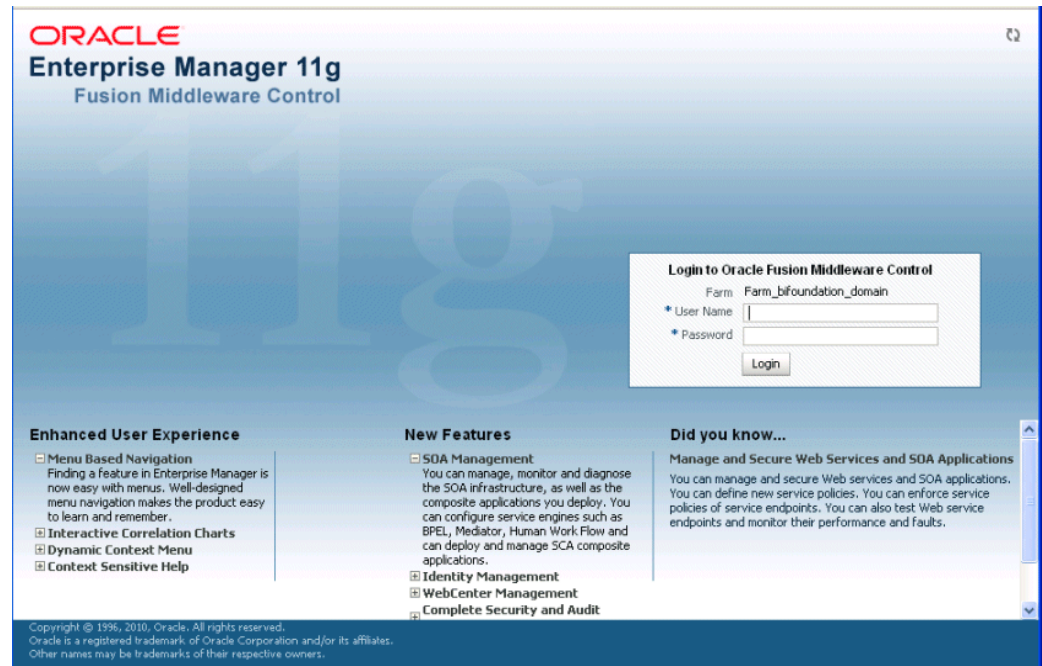 ORACLE
Enterprise Manager 11g
Fusion Middleware Control
11g
Login to Oracle Fusion Middleware Control
Farm Farm_bifoundation_domain
* User Name
* Password
Login
Enhanced User Experience
Menu Based Navigation
Finding a feature in Enterprise Manager is
now easy with menus. Well-designed
menu navigation makes the product easy
to learn and remember.
Interactive Correlation Charts
Dynamic Context Menu
Context Sensitive Help
New Features
SOA Management
You can manage, monitor and diagnose
the SOA infrastructure, as well as the
composite applications you deploy. You
can configure service engines such as
BPEL, Mediator, Human Work Flow and
can deploy and manage SCA composite
applications.
Identity Management
WebCenter Management
Complete Security and Audit
Did you know...
Manage and Secure Web Services and SOA Applications
You can manage and secure Web services and SOA applications.
You can define new service policies. You can enforce service
policies of service endpoints. You can also test Web service
endpoints and monitor their performance and faults.
Copyright © 1996, 2010, Oracle. All rights reserved.
Oracle is a registered trademark of Oracle Corporation and/or its affiliates.
Other names may be trademarks of their respective owners.